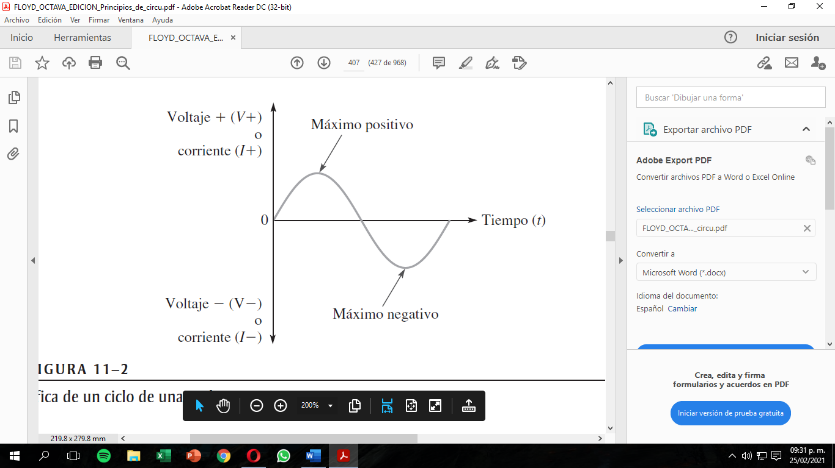 FLOYD_OCTAVA_EDICION_Principios_de_circu.pdf - Adobe Acrobat Reader DC (32-bit)
Archivo Edición Ver Firmar Ventana Ayuda
Inicio Herramientas FLOYD_OCTAVA_E... × Iniciar sesión
407 (427 de 968)
Voltaje + (V+)
o
corriente (I+)
Máximo positivo
0
Tiempo (t)
Voltaje − (V−)
o
corriente (I−)
Máximo negativo
IGURA 11–2
fica de un ciclo de una
200%
219.8 x 279.8 mm
Buscar 'Dibujar una forma'
Exportar archivo PDF
Adobe Export PDF
Convertir archivos PDF a Word o Excel Online
Seleccionar archivo PDF
FLOYD_OCTA..._circu.pdf
Convertir a
Microsoft Word (*.docx)
Idioma del documento:
Español Cambiar
Crea, edita y firma
formularios y acuerdos en PDF
Iniciar versión de prueba gratuita
09:31 p. m.
25/02/2021